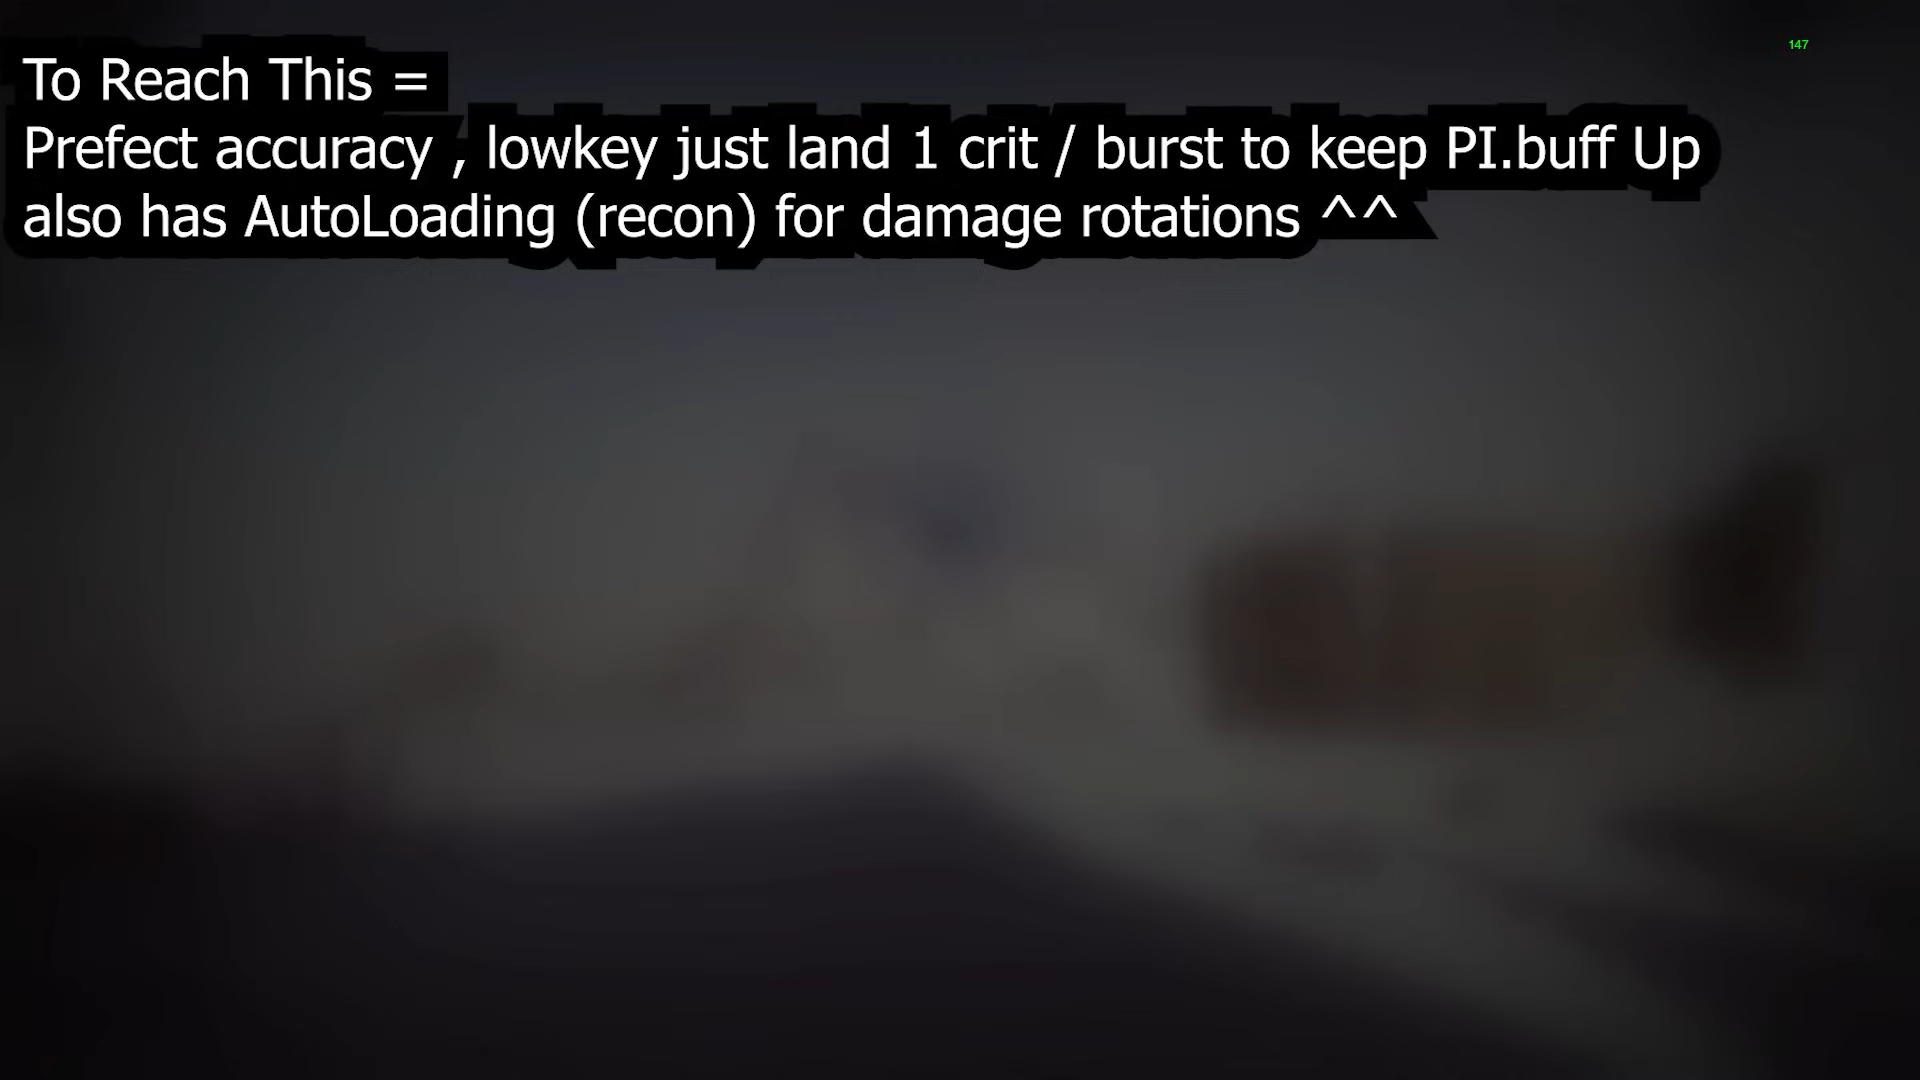 147
To Reach This =
Prefect accuracy , lowkey just land 1 crit / burst to keep PI.buff Up
also has AutoLoading (recon) for damage rotations ^^